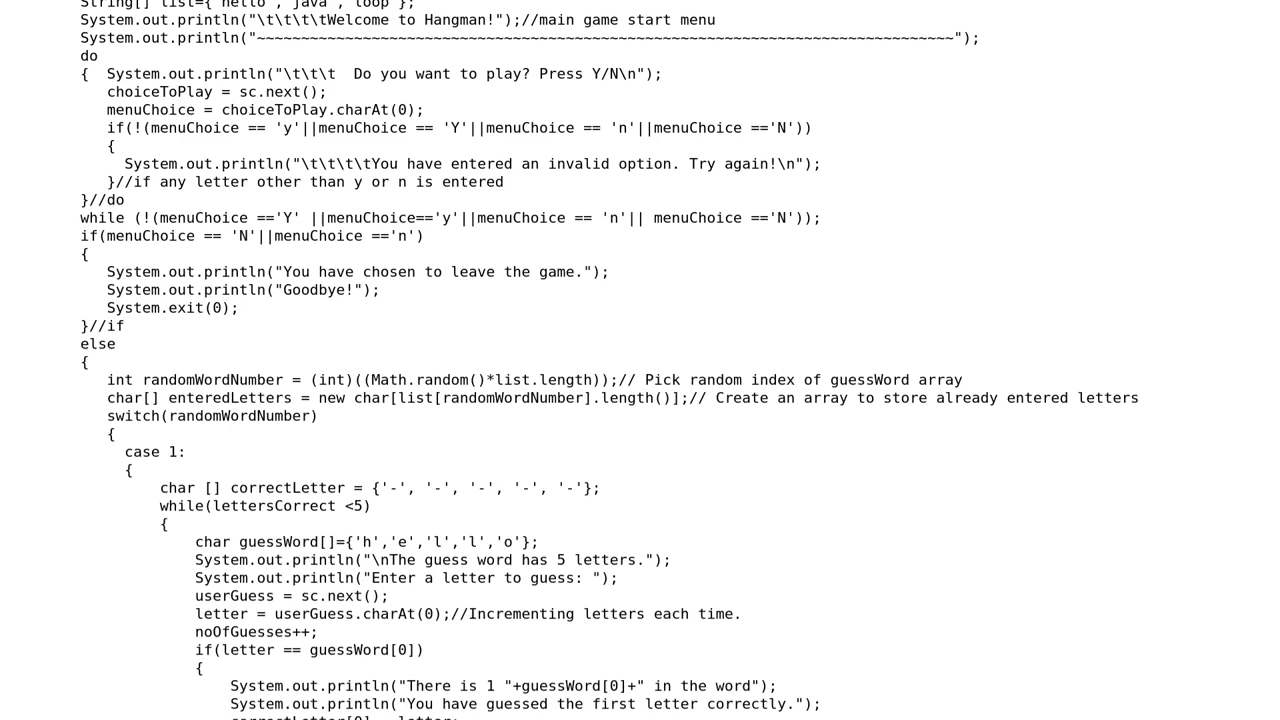 String[] list={"hello","java","loop"};
System.out.println("\t\t\t\tWelcome to Hangman!");//main game start menu
System.out.println("~~~~~~~~~~~~~~~~~~~~~~~~~~~~~~~~~~~~~~~~~~~~~~~~~~~~~~~~~~~~~~~~~~~~~~~~~~~~~~~");
do
{  System.out.println("\t\t\t  Do you want to play? Press Y/N\n");
choiceToPlay = sc.next();
menuChoice = choiceToPlay.charAt(0);
if(!(menuChoice == 'y'||menuChoice == 'Y'||menuChoice == 'n'||menuChoice =='N'))
{
System.out.println("\t\t\t\tYou have entered an invalid option. Try again!\n");
}//if any letter other than y or n is entered
}//do
while (!(menuChoice =='Y' ||menuChoice=='y'||menuChoice == 'n'|| menuChoice =='N'));
if(menuChoice == 'N'||menuChoice =='n')
{
System.out.println("You have chosen to leave the game.");
System.out.println("Goodbye!");
System.exit(0);
}//if
else
{
int randomWordNumber = (int)((Math.random()*list.length));// Pick random index of guessWord array
char[] enteredLetters = new char[list[randomWordNumber].length()];// Create an array to store already entered letters
switch(randomWordNumber)
{
case 1:
{
char [] correctLetter = {'-', '-', '-', '-', '-'};
while(lettersCorrect <5)
{
char guessWord[]={'h','e','l','l','o'};
System.out.println("\nThe guess word has 5 letters.");
System.out.println("Enter a letter to guess: ");
userGuess = sc.next();
letter = userGuess.charAt(0);//Incrementing letters each time.
noOfGuesses++;
if(letter == guessWord[0])
{
System.out.println("There is 1 "+guessWord[0]+" in the word");
System.out.println("You have guessed the first letter correctly.");